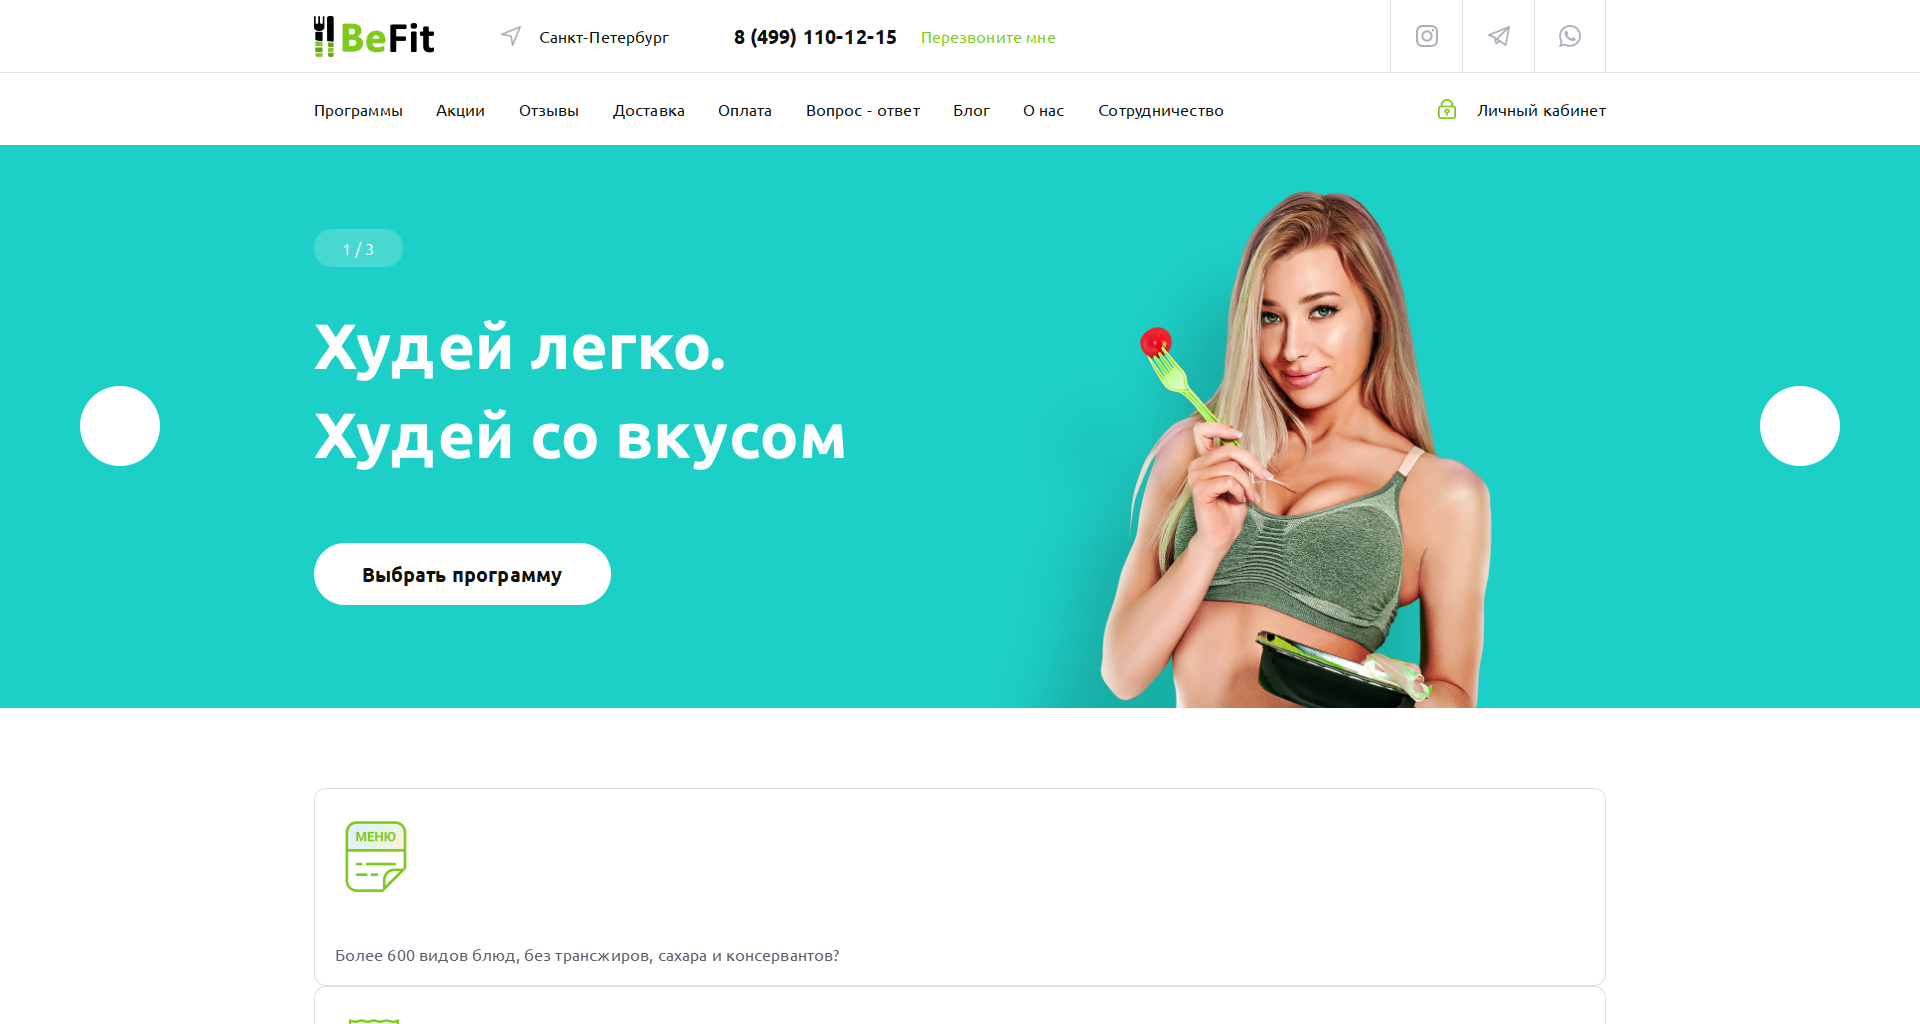 BeFit
Санкт-Петербург
8 (499) 110-12-15
Перезвоните мне
Программы
Акции
Отзывы
Доставка
Оплата
Вопрос - ответ
Блог
О нас
Сотрудничество
Личный кабинет
1 / 3
Худей легко.
Худей со вкусом
Выбрать программу
МЕНЮ
Более 600 видов блюд, без трансжиров, сахара и консервантов?